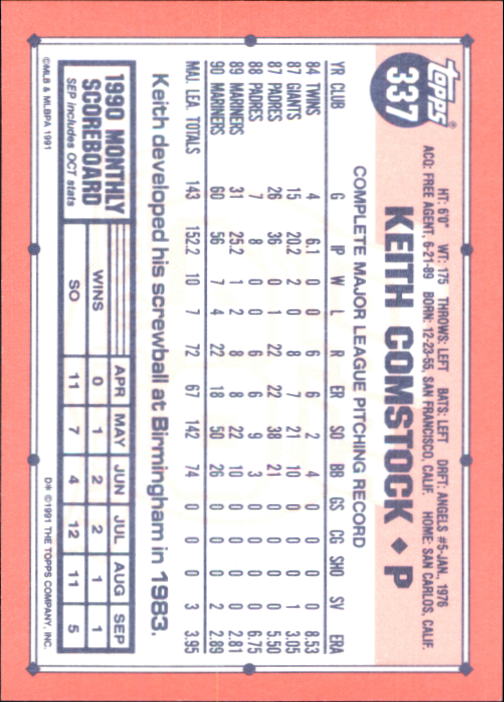 topps®
337
HT: 6'0" WT: 175 THROWS: LEFT BATS: LEFT DRFT: ANGELS #5-JAN., 1976
ACQ: FREE AGENT, 6-21-89 BORN: 12-23-55, SAN FRANCISCO, CALIF. HOME: SAN CARLOS, CALIF.
KEITH COMSTOCK ♦ P
COMPLETE MAJOR LEAGUE PITCHING RECORD
YR CLUB G IP W L R ER SO BB GS CG SHO SV ERA
84 TWINS 4 6.1 0 0 6 6 2 4 0 0 0 0 8.53
87 GIANTS 15 20.2 2 0 8 7 21 10 0 0 0 1 3.05
87 PADRES 26 36 0 1 22 22 38 21 0 0 0 0 5.50
88 PADRES 7 8 0 0 6 6 9 3 0 0 0 0 6.75
89 MARINERS 31 25.2 1 2 8 8 22 10 0 0 0 0 2.81
90 MARINERS 60 56 7 4 22 18 50 26 0 0 0 2 2.89
MAJ. LEA. TOTALS 143 152.2 10 7 72 67 142 74 0 0 0 3 3.95
Keith developed his screwball at Birmingham in 1983.
1990 MONTHLY
SCOREBOARD
SEP includes OCT stats
APR MAY JUN JUL AUG SEP
WINS 0 1 2 2 1 1
SO 11 7 4 12 11 5
©MLB & MLBPA 1991
D* ©1991 THE TOPPS COMPANY, INC.